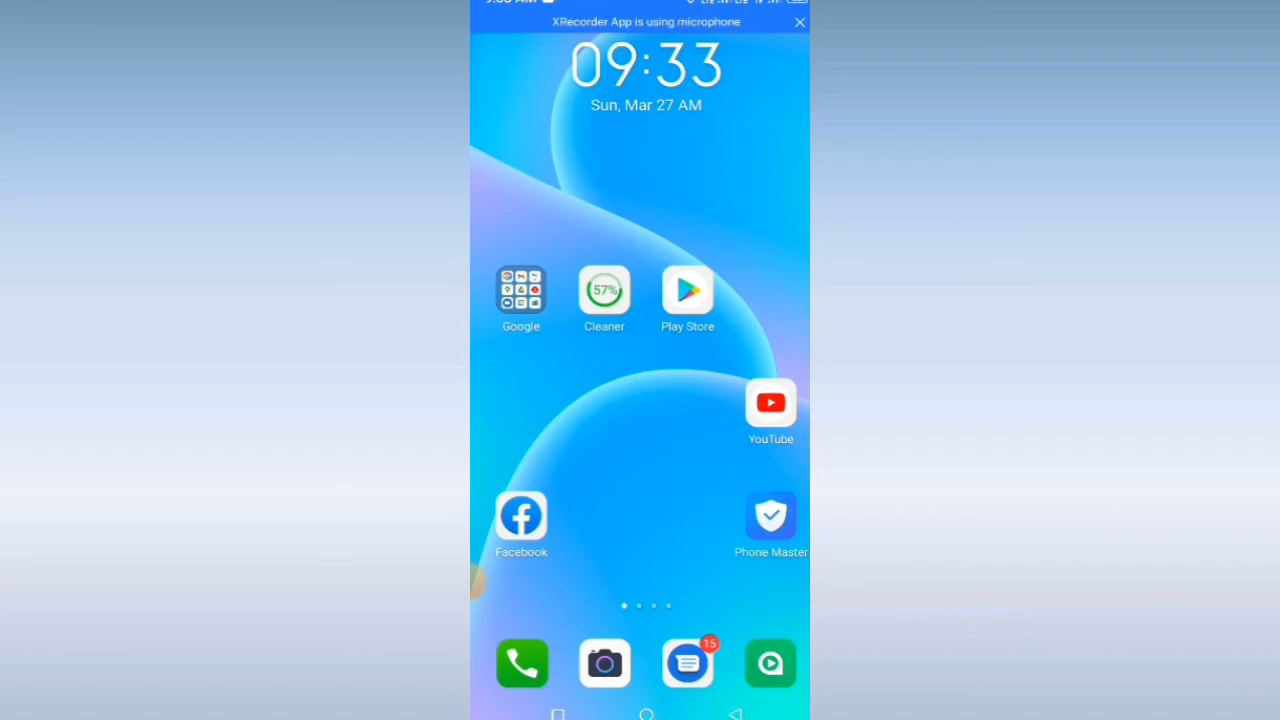 XRecorder App is using microphone
09:33
Sun, Mar 27 AM
57%
Google
Cleaner
Play Store
YouTube
Facebook
Phone Master
15